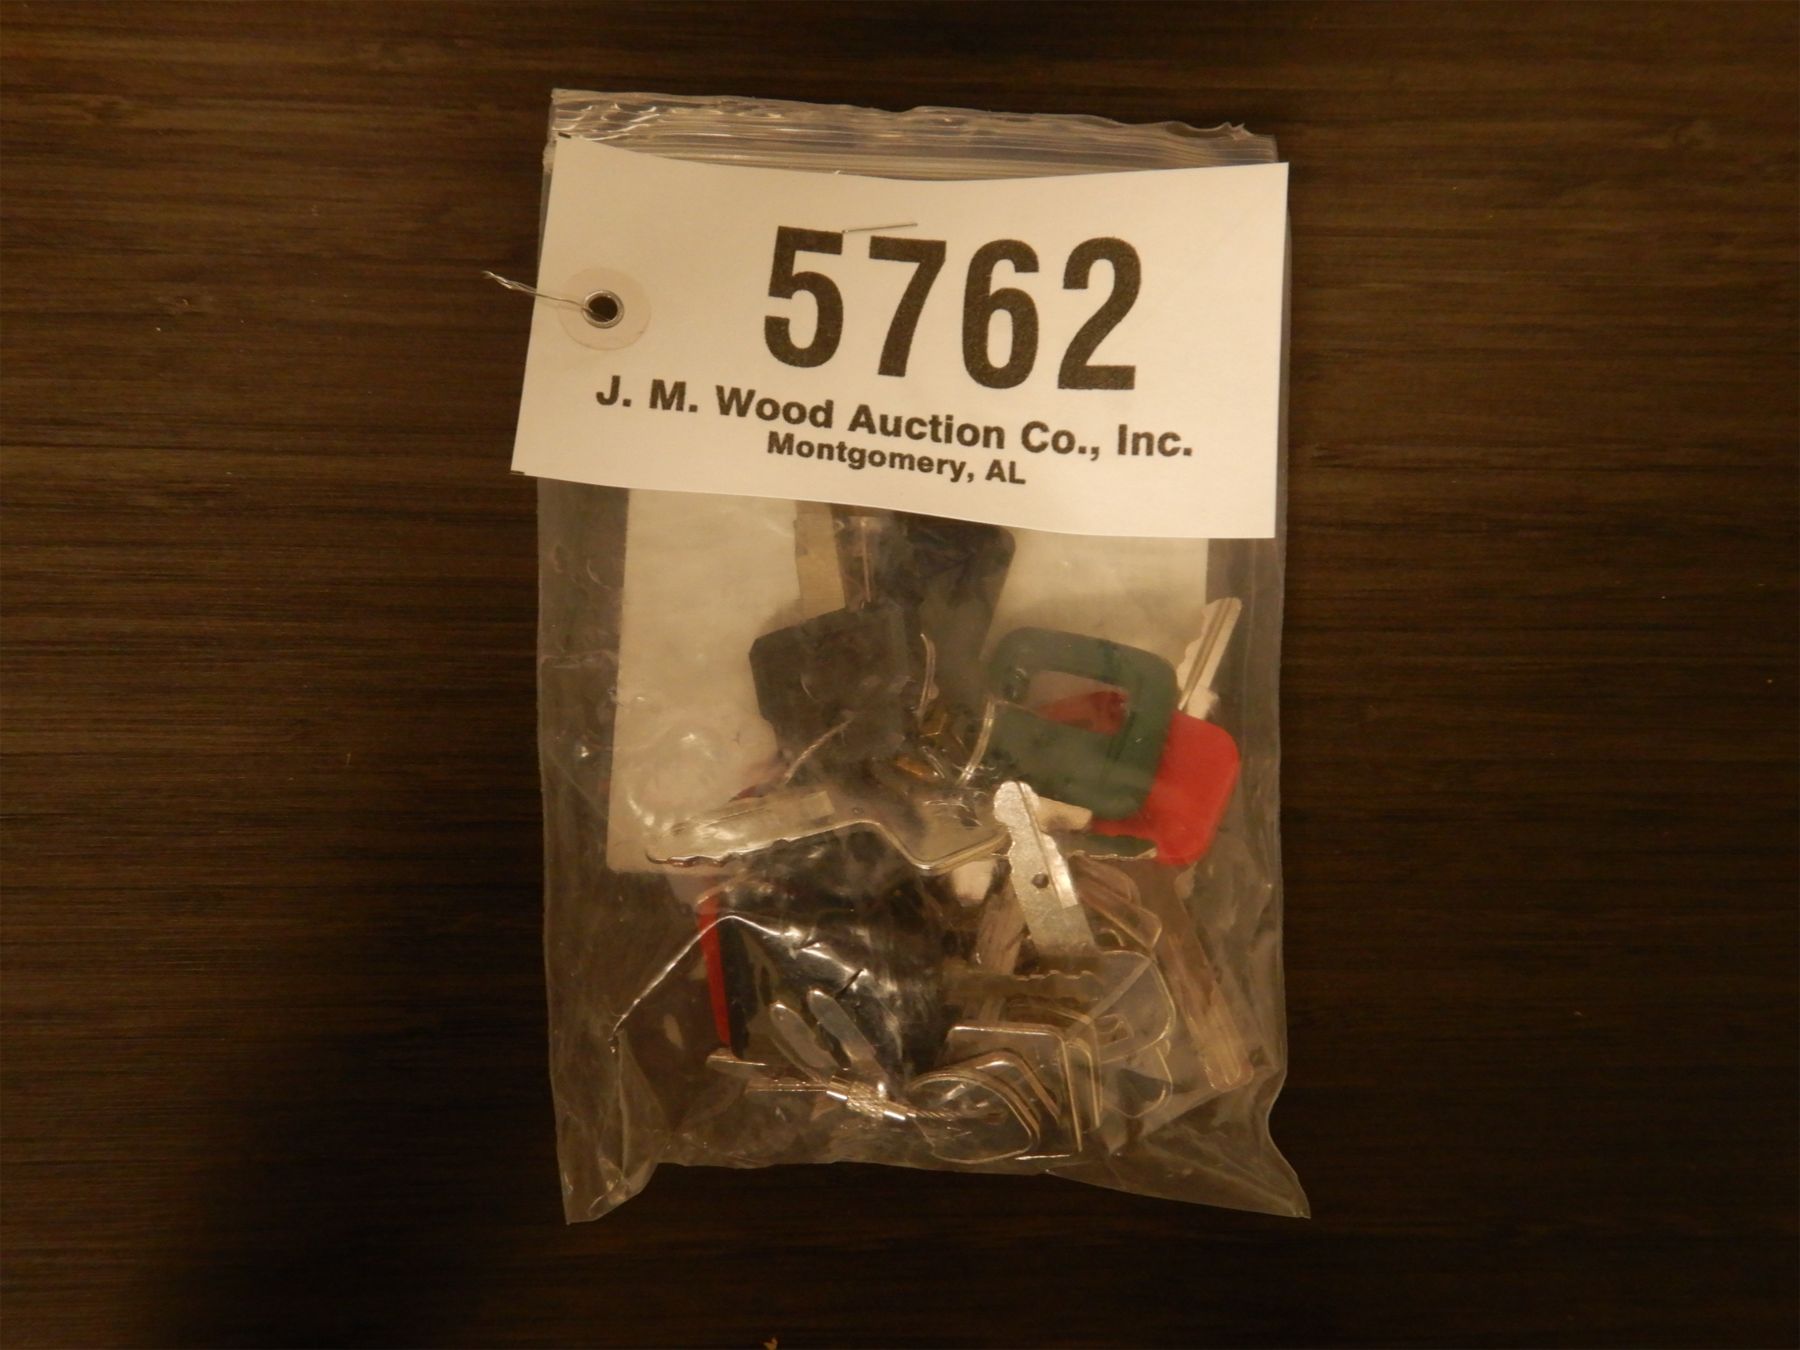 5762
J. M. Wood Auction Co., Inc.
Montgomery, AL